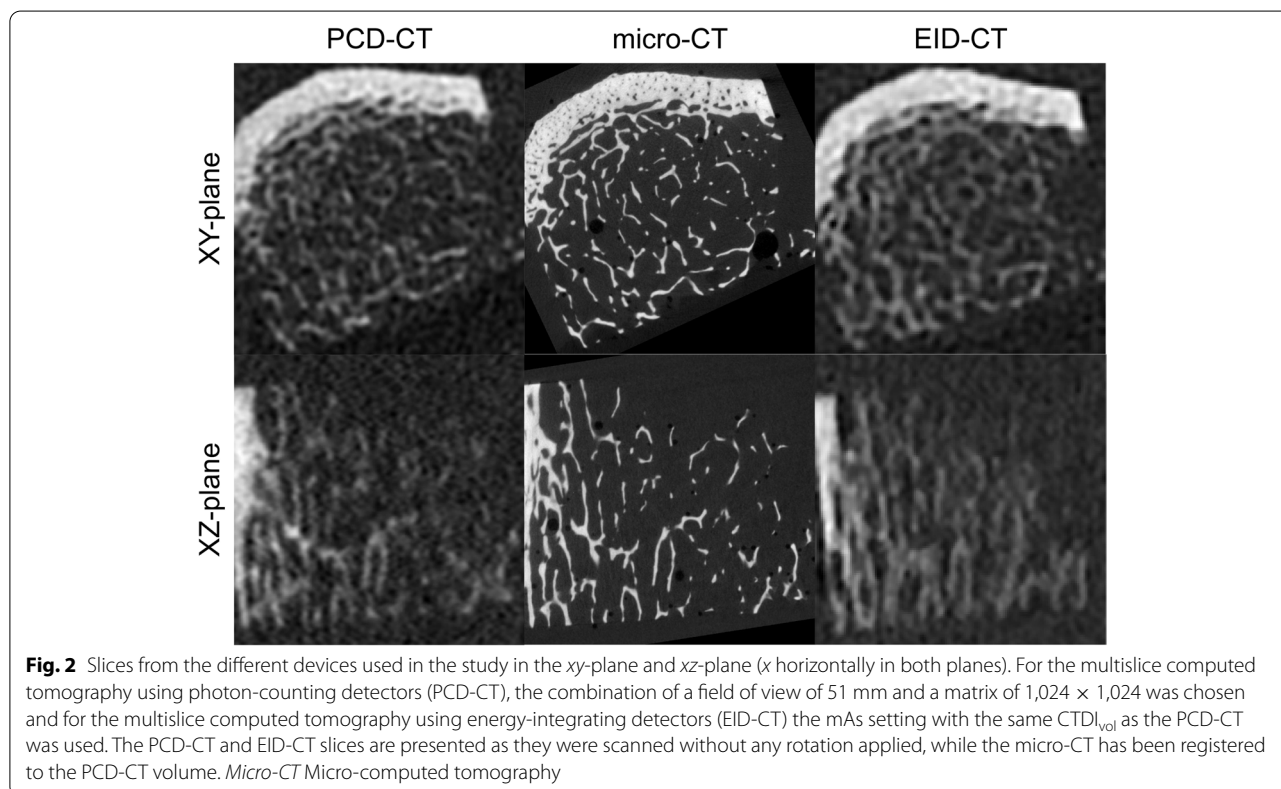 PCD-CT micro-CT EID-CT
XY-plane
XZ-plane
Fig. 2 Slices from the different devices used in the study in the xy-plane and xz-plane (x horizontally in both planes). For the multislice computed
tomography using photon-counting detectors (PCD-CT), the combination of a field of view of 51 mm and a matrix of 1,024 × 1,024 was chosen
and for the multislice computed tomography using energy-integrating detectors (EID-CT) the mAs setting with the same CTDIvol as the PCD-CT
was used. The PCD-CT and EID-CT slices are presented as they were scanned without any rotation applied, while the micro-CT has been registered
to the PCD-CT volume. Micro-CT Micro-computed tomography